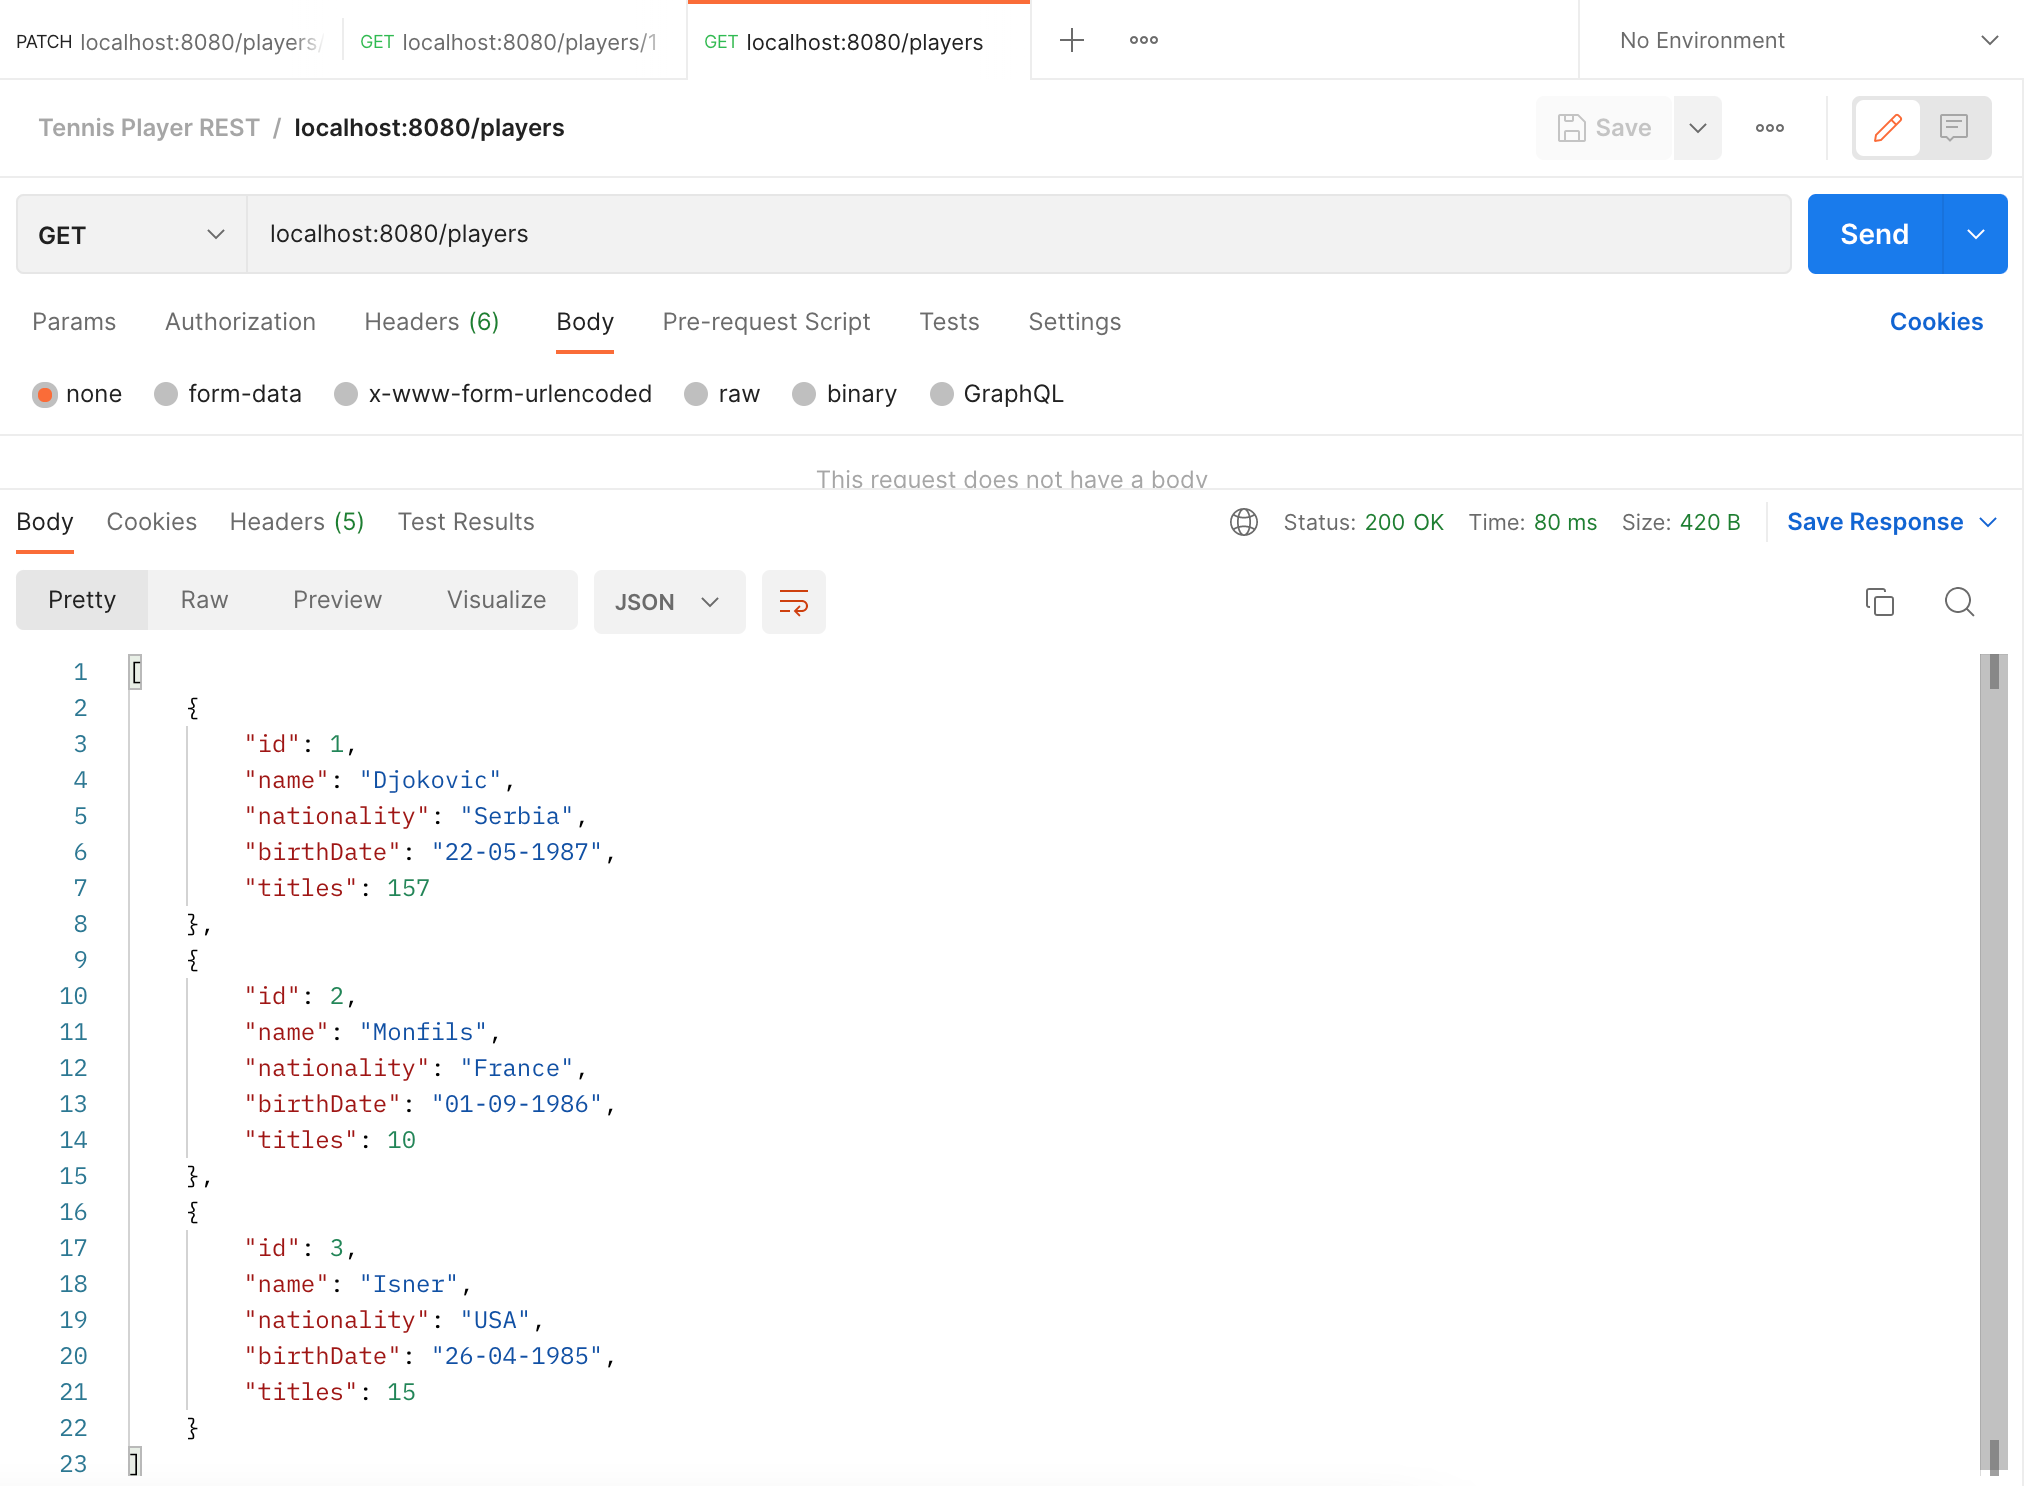 PATCH localhost:8080/players/ GET localhost:8080/players/1 GET localhost:8080/players No Environment
Tennis Player REST / localhost:8080/players Save
GET localhost:8080/players Send
Params Authorization Headers (6) Body Pre-request Script Tests Settings Cookies
none form-data x-www-form-urlencoded raw binary GraphQL
This request does not have a body
Body Cookies Headers (5) Test Results Status: 200 OK Time: 80 ms Size: 420 B Save Response
Pretty Raw Preview Visualize JSON
1 [
2 {
3 "id": 1,
4 "name": "Djokovic",
5 "nationality": "Serbia",
6 "birthDate": "22-05-1987",
7 "titles": 157
8 },
9 {
10 "id": 2,
11 "name": "Monfils",
12 "nationality": "France",
13 "birthDate": "01-09-1986",
14 "titles": 10
15 },
16 {
17 "id": 3,
18 "name": "Isner",
19 "nationality": "USA",
20 "birthDate": "26-04-1985",
21 "titles": 15
22 }
23 ]